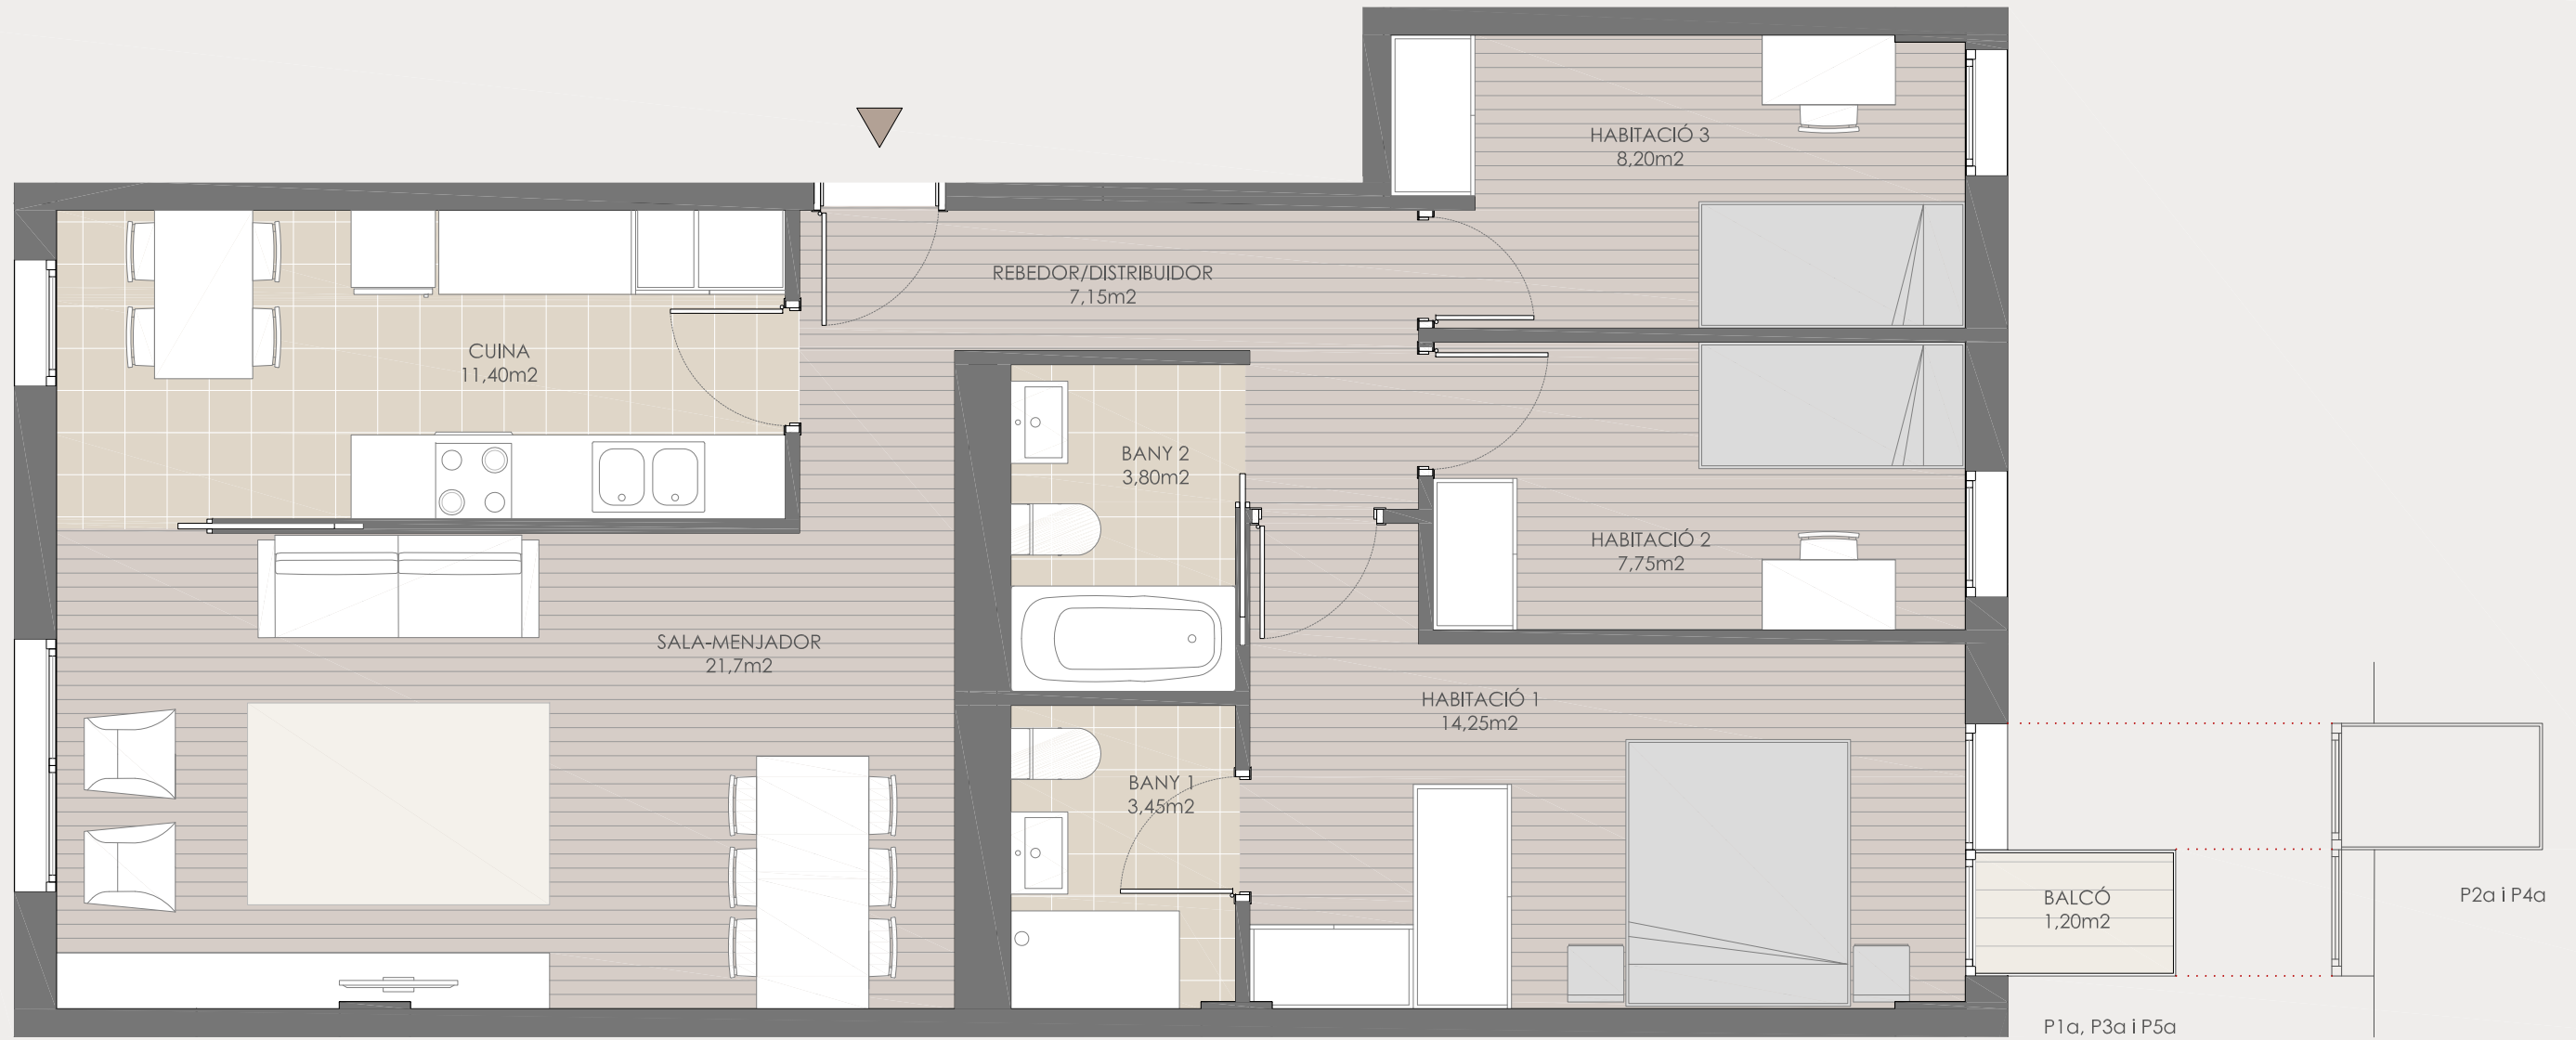 HABITACIÓ 3
8,20m2
REBEDOR/DISTRIBUIDOR
7,15m2
CUINA
11,40m2
BANY 2
3,80m2
HABITACIÓ 2
7,75m2
SALA-MENJADOR
21,7m2
HABITACIÓ 1
14,25m2
BANY 1
3,45m2
BALCÓ
1,20m2
P2a i P4a
P1a, P3a i P5a